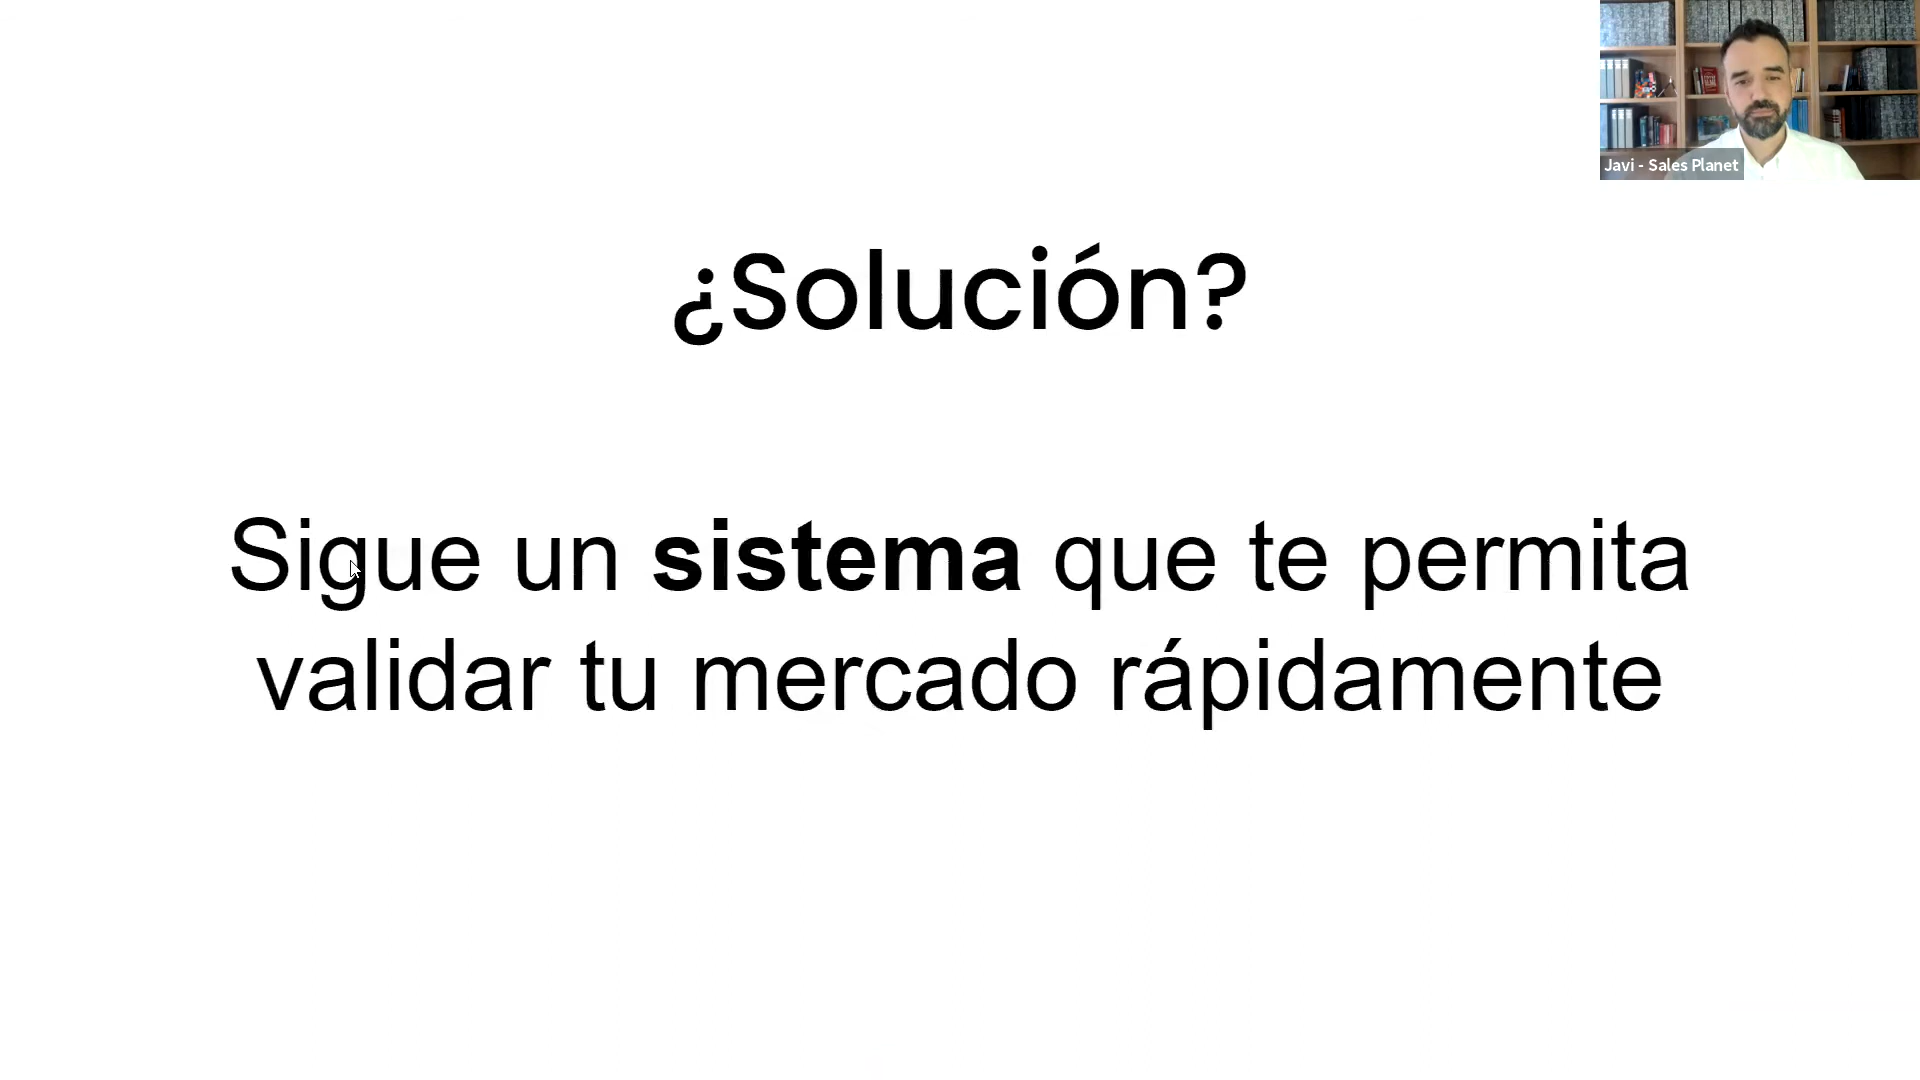 Javi - Sales Planet
¿Solución?
Sigue un sistema que te permita
validar tu mercado rápidamente